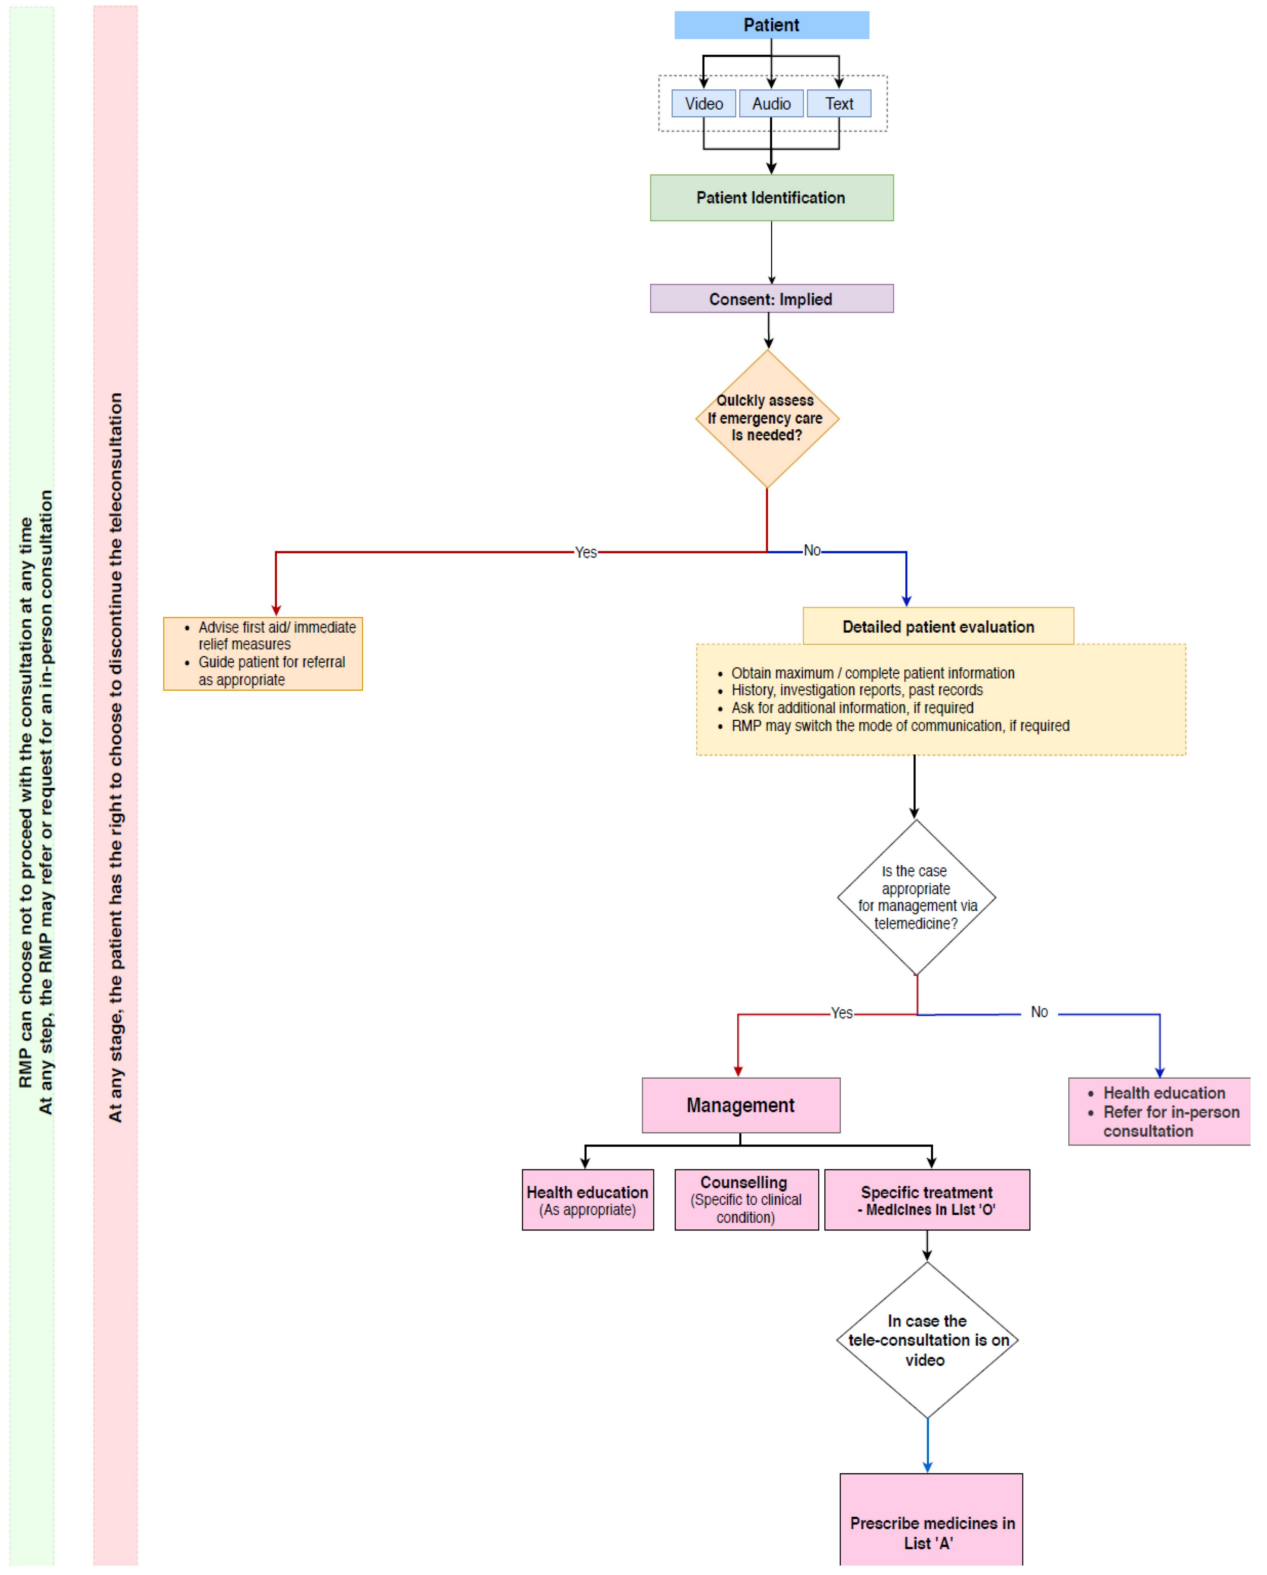 RMP can choose not to proceed with the consultation at any time
At any step, the RMP may refer or request for an in-person consultation
At any stage, the patient has the right to choose to discontinue the teleconsultation
Patient
Video
Audio
Text
Patient Identification
Consent: Implied
Quickly assess
if emergency care
is needed?
Yes
No
• Advise first aid/ immediate
relief measures
• Guide patient for referral
as appropriate
Detailed patient evaluation
• Obtain maximum / complete patient information
• History, investigation reports, past records
• Ask for additional information, if required
• RMP may switch the mode of communication, if required
Is the case
appropriate
for management via
telemedicine?
Yes
No
Management
• Health education
• Refer for in-person
consultation
Health education
(As appropriate)
Counselling
(Specific to clinical
condition)
Specific treatment
- Medicines in List 'O'
In case the
tele-consultation is on
video
Prescribe medicines in
List 'A'